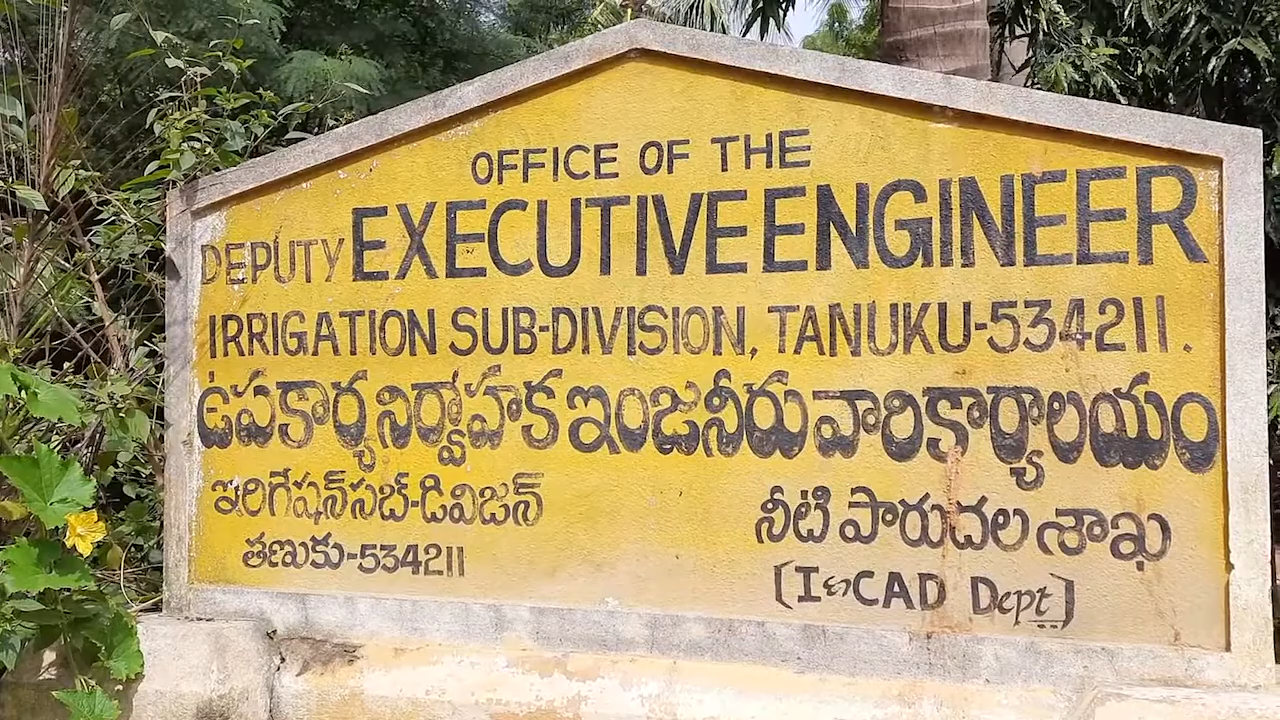 OFFICE OF THE
DEPUTY EXECUTIVE ENGINEER
IRRIGATION SUB-DIVISION, TANUKU-534211.
ఉపకార్యనిర్వాహక ఇంజనీరు వారి కార్యాలయం
ఇరిగేషన్ సబ్-డివిజన్
తణుకు-534211
నీటి పారుదల శాఖ
[I & CAD Dept]